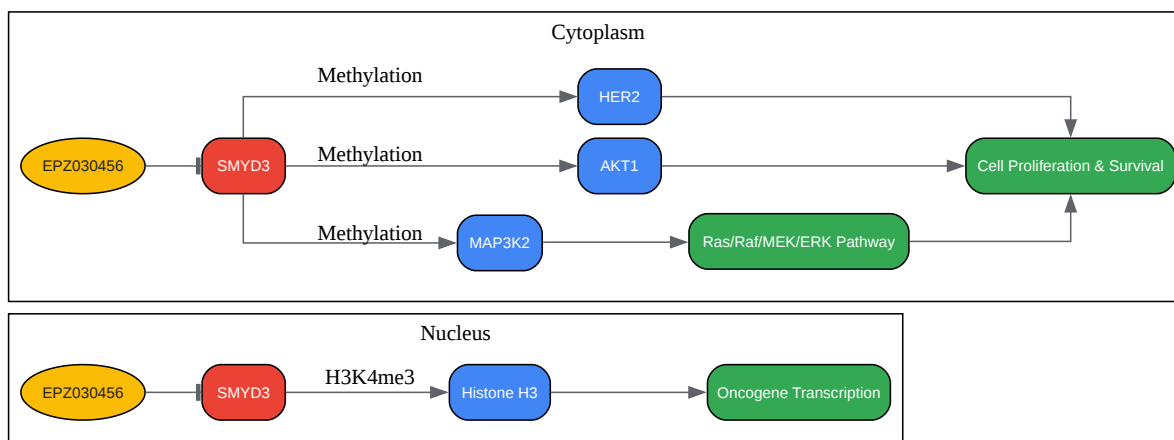 Cytoplasm
Methylation
HER2
EPZ030456
SMYD3
Methylation
AKT1
Cell Proliferation & Survival
Methylation
MAP3K2
Ras/Raf/MEK/ERK Pathway
Nucleus
EPZ030456
SMYD3
H3K4me3
Histone H3
Oncogene Transcription